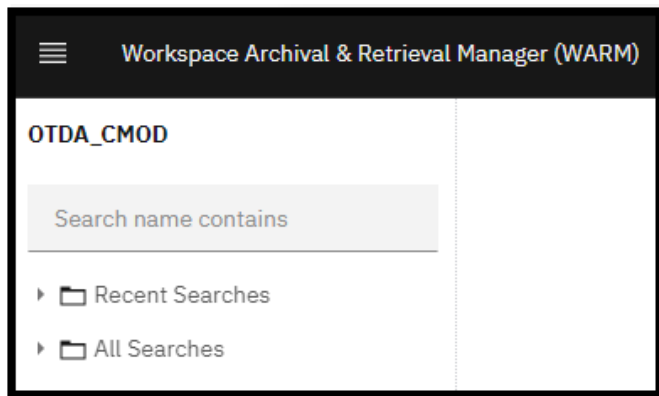 Workspace Archival & Retrieval Manager (WARM)
OTDA_CMOD
Search name contains
Recent Searches
All Searches